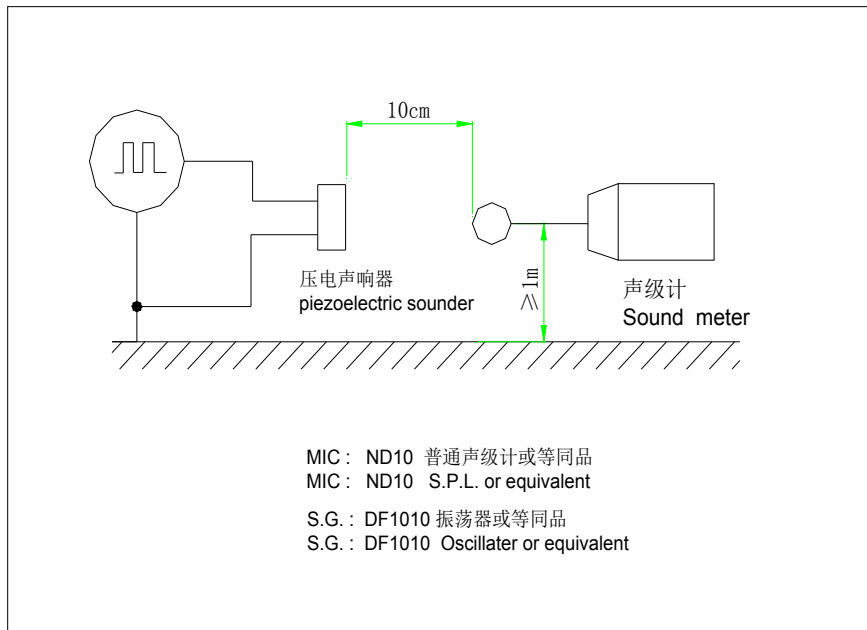 10cm
压电声响器
piezoelectric sounder
≥1m
声级计
Sound meter
MIC : ND10 普通声级计或等同品
MIC : ND10 S.P.L. or equivalent
S.G. : DF1010 振荡器或等同品
S.G. : DF1010 Oscillater or equivalent